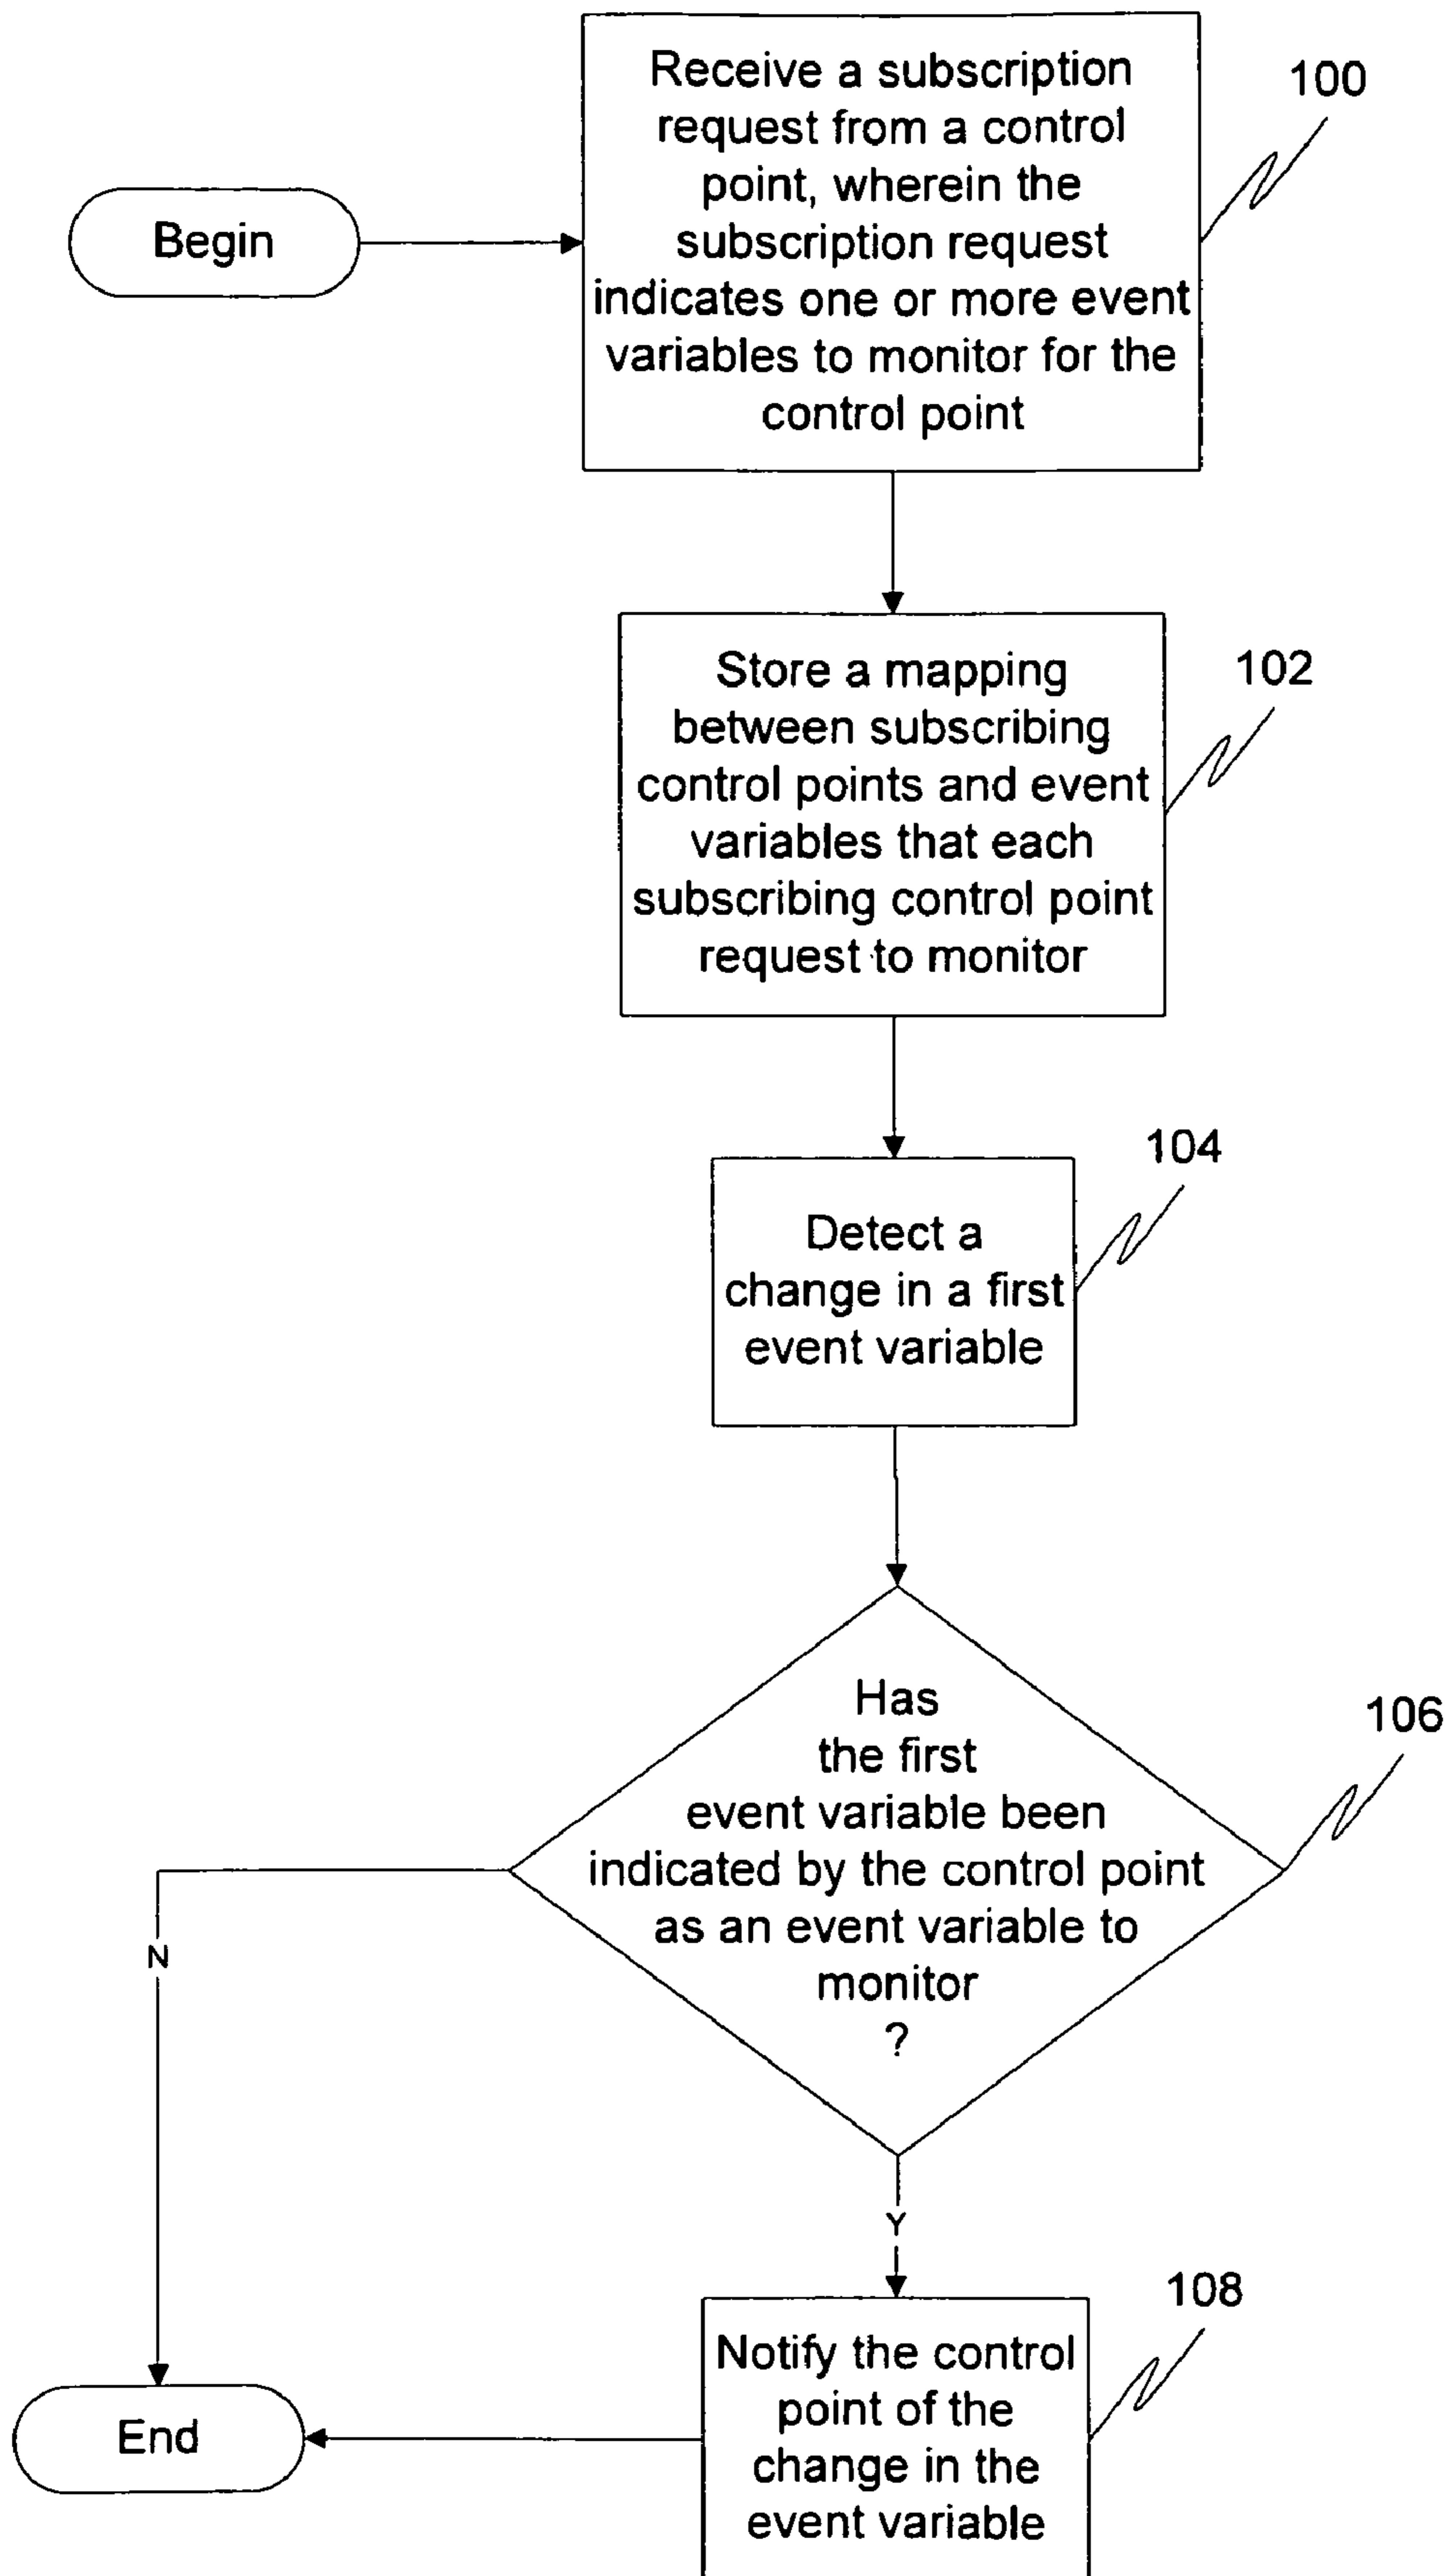 Begin
Receive a subscription
request from a control
point, wherein the
subscription request
indicates one or more event
variables to monitor for the
control point
100
Store a mapping
between subscribing
control points and event
variables that each
subscribing control point
request to monitor
102
Detect a
change in a first
event variable
104
Has
the first
event variable been
indicated by the control point
as an event variable to
monitor
?
106
N
Y
Notify the control
point of the
change in the
event variable
108
End